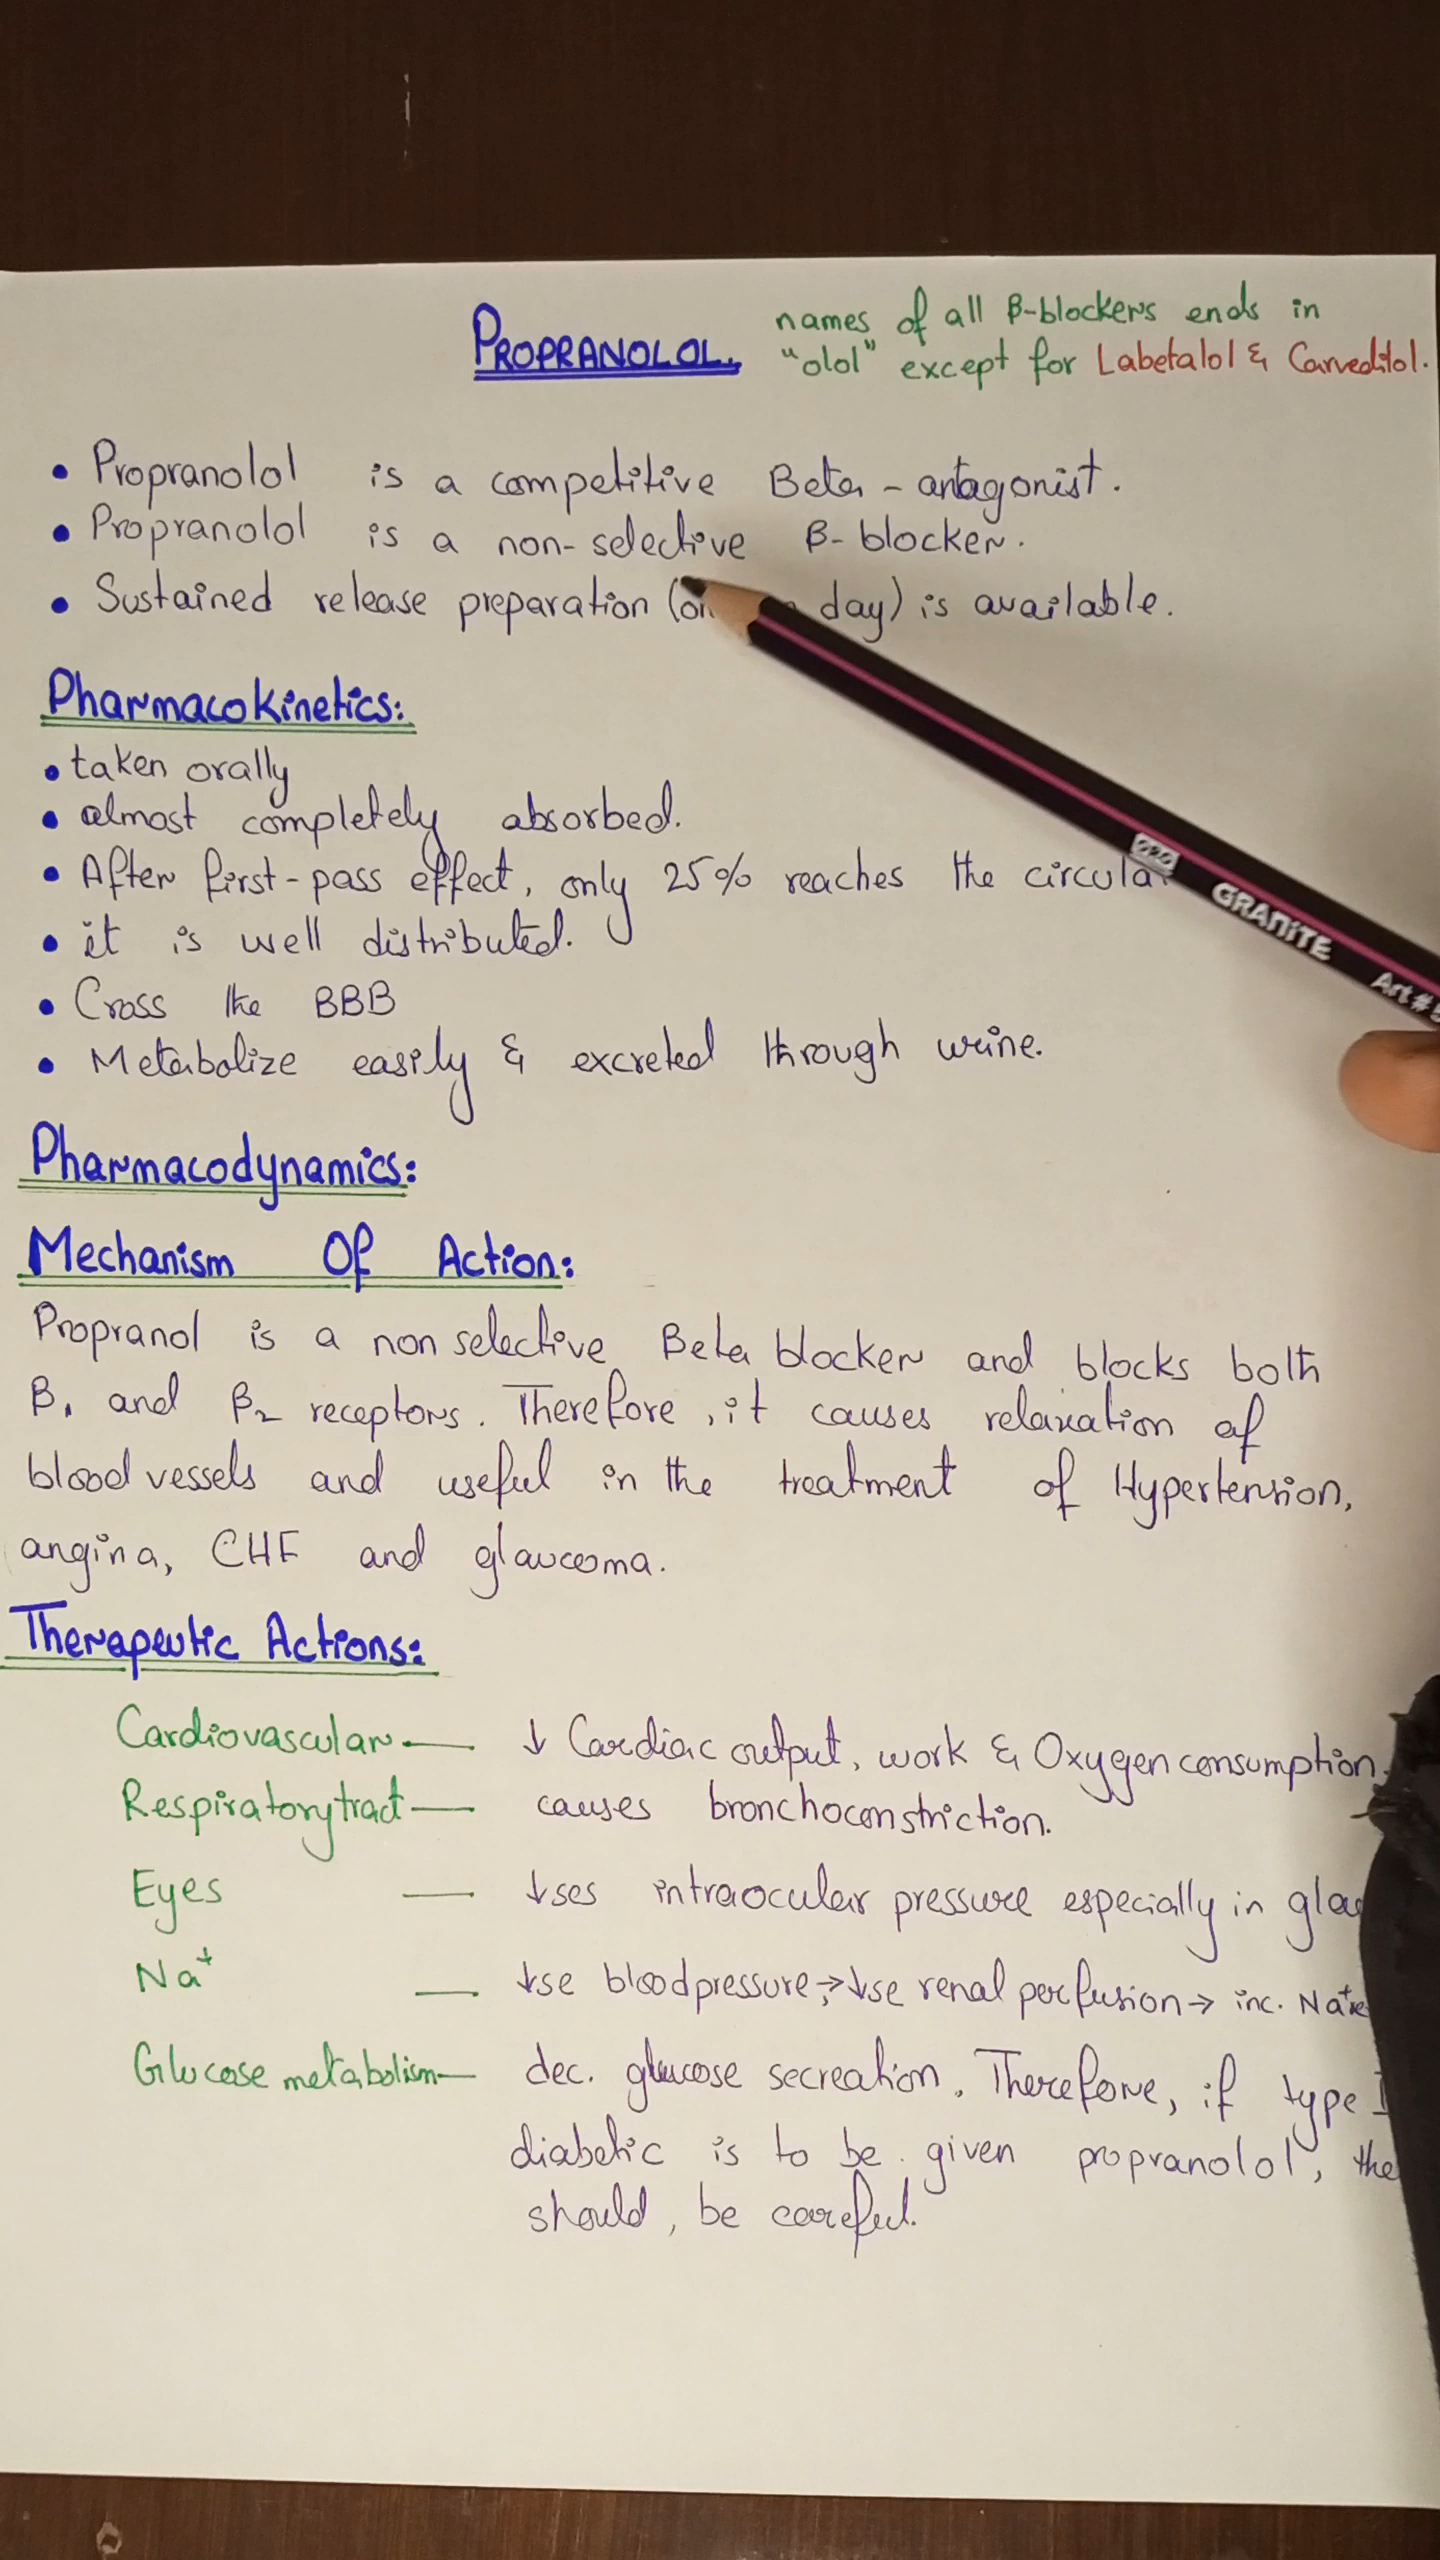 PROPRANOLOL.
names of all β-blockers ends in
"olol" except for Labetalol & Carveditol.
• Propranolol is a competitive Beta-antagonist.
• Propranolol is a non-selective β-blocker.
• Sustained release preparation ( day) is available.
Pharmacokinetics:
• taken orally
• almost completely absorbed.
• After first-pass effect, only 25% reaches the
• it is well distributed.
• Cross the BBB
• Metabolize easily & excreted through urine.
Pharmacodynamics:
Mechanism Of Action:
Propranol is a non selective Beta blocker and blocks both
β₁ and β₂ receptors. Therefore, it causes relaxation of
blood vessels and useful in the treatment of Hypertension,
angina, CHF and glaucoma.
Therapeutic Actions:
Cardiovascular — ↓ Cardiac output, work & Oxygen consumption.
Respiratory tract — causes bronchoconstriction.
Eyes — ↓ses intraocular pressure especially in
Na⁺ — ↓se blood pressure, → ↓se renal perfusion → inc. Na⁺
Glucose metabolism — dec. glucose secreation. Therefore, if type
diabetic is to be given propranolol,
should, be careful.
020 GRANITE Art #